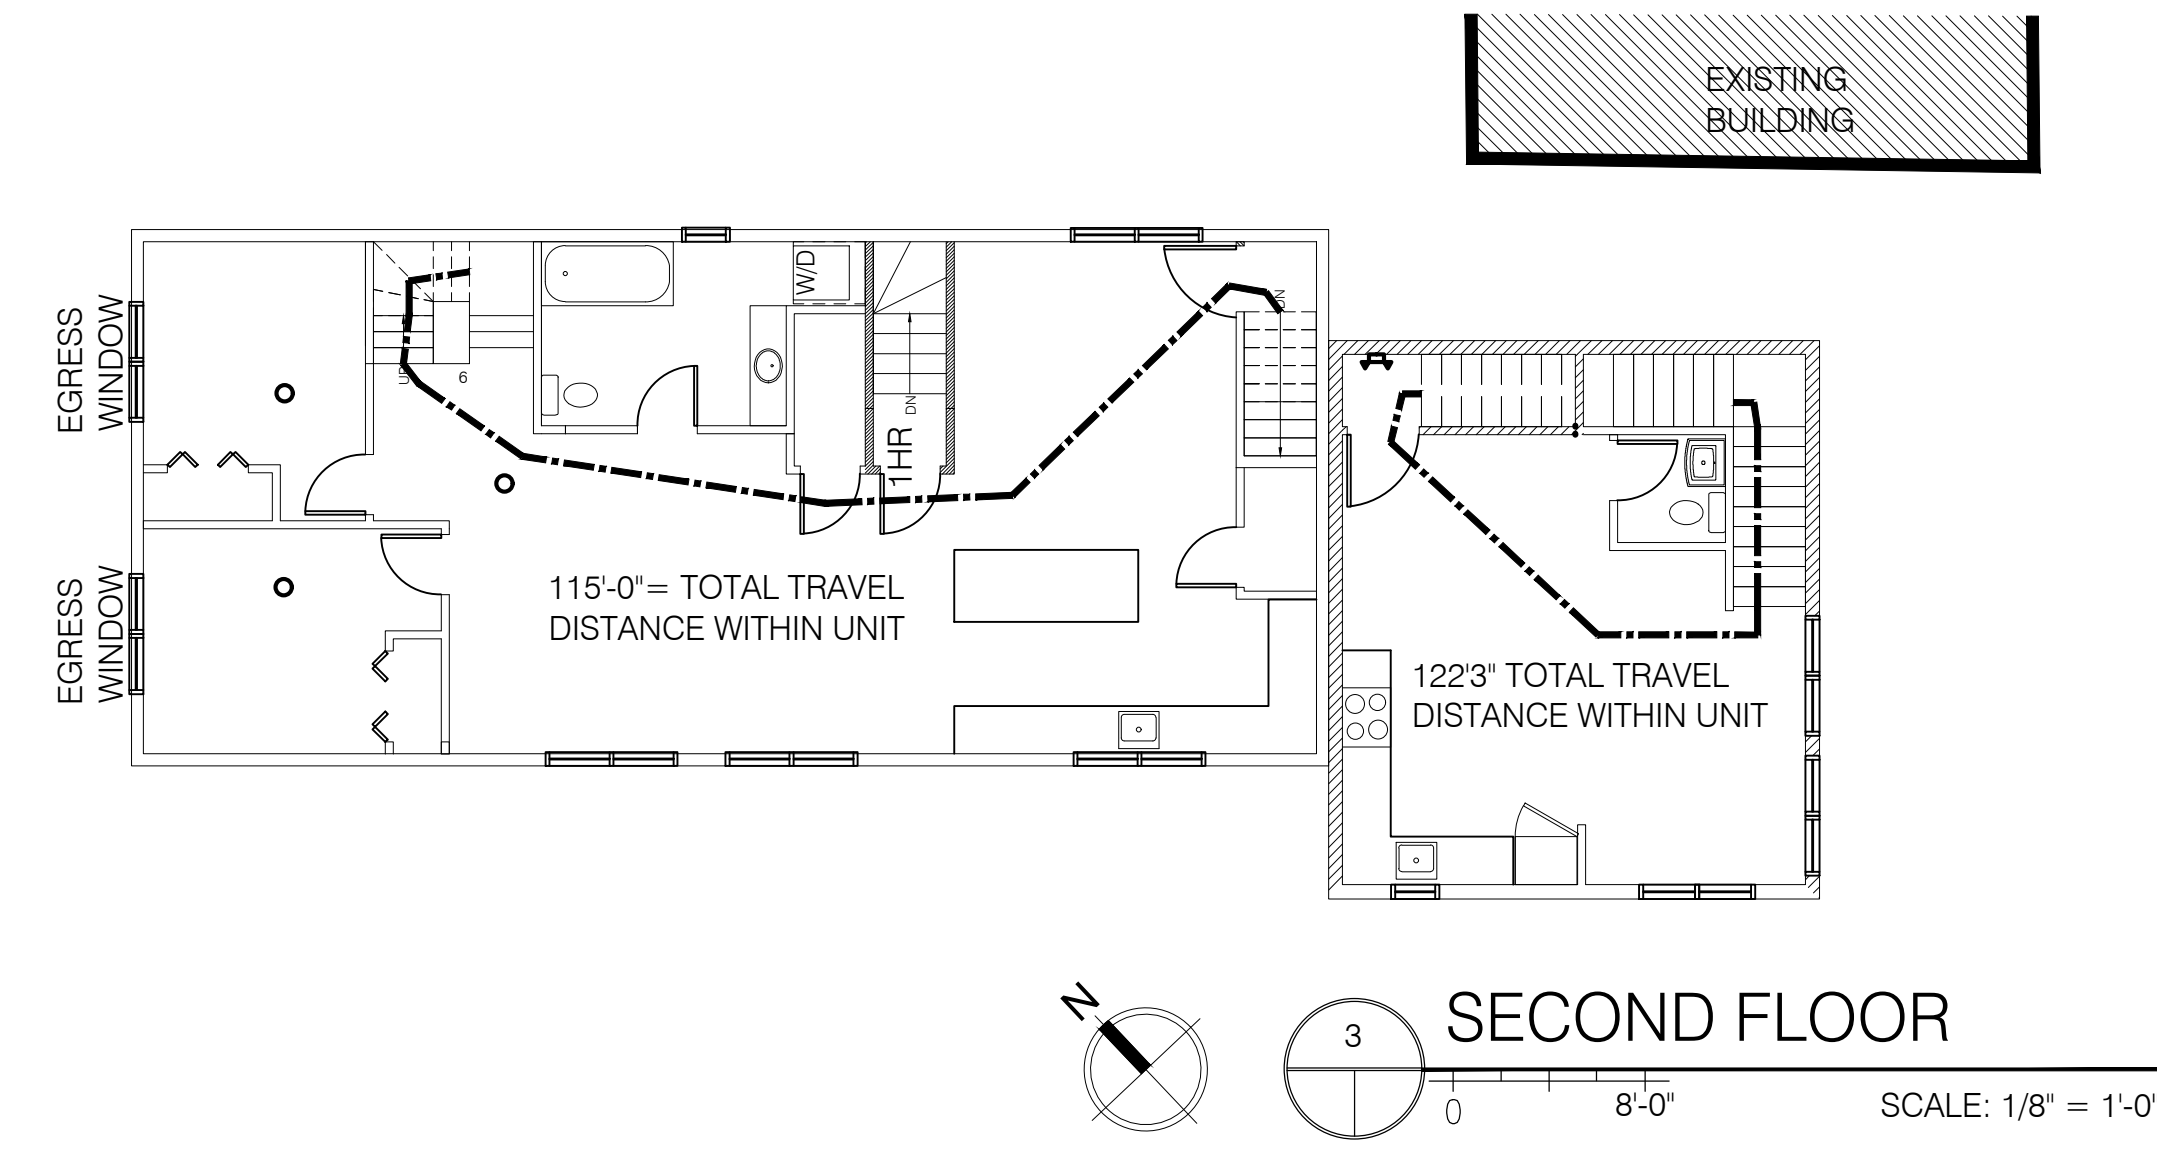 EXISTING
BUILDING
EGRESS
WINDOW
W/D
DN
UP
6
DN
1HR
EGRESS
WINDOW
115'-0"= TOTAL TRAVEL
DISTANCE WITHIN UNIT
122'3" TOTAL TRAVEL
DISTANCE WITHIN UNIT
N
3
SECOND FLOOR
0
8'-0"
SCALE: 1/8" = 1'-0"